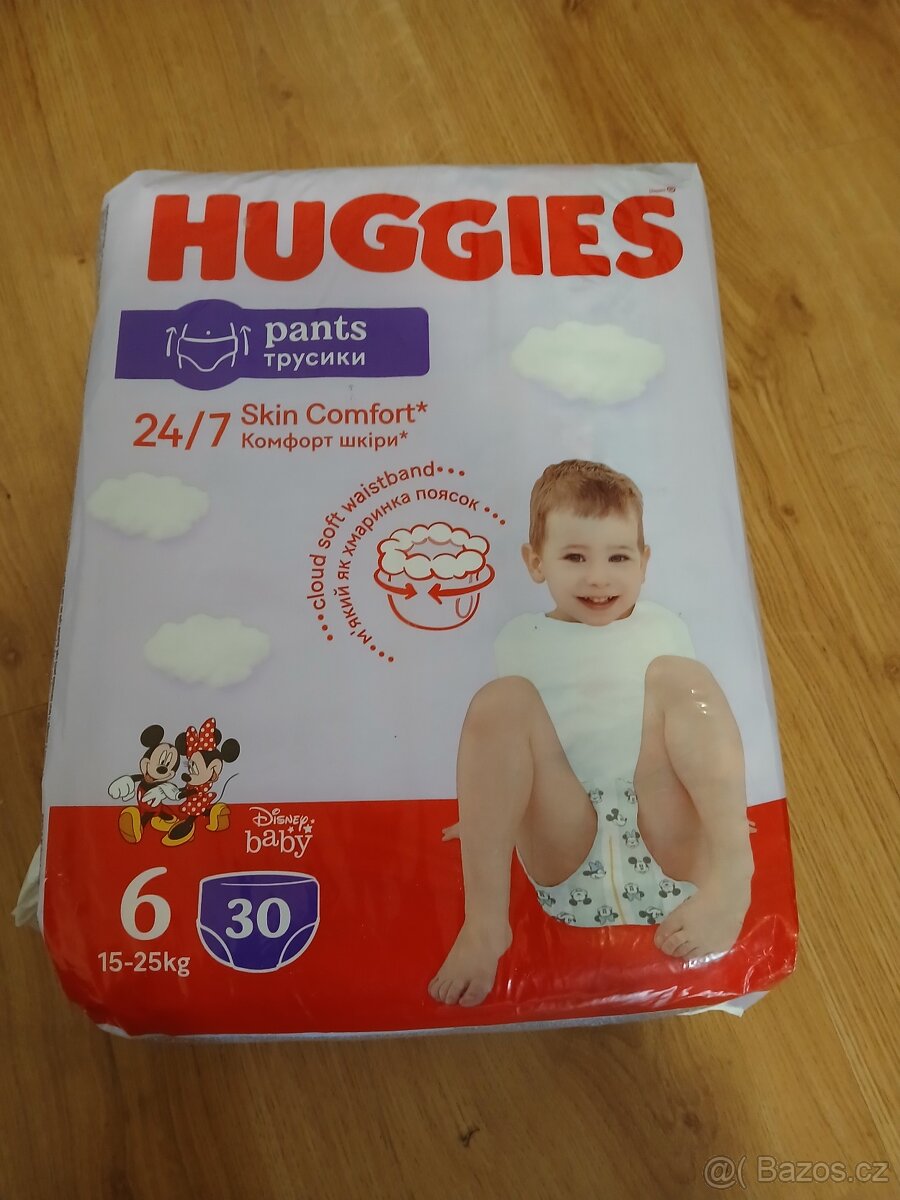 HUGGIES
pants
трусики
24/7 Skin Comfort*
Комфорт шкіри*
...cloud soft waistband...
...м'який як хмаринка поясок...
Disney
baby
6
30
15-25kg
@( Bazos.cz